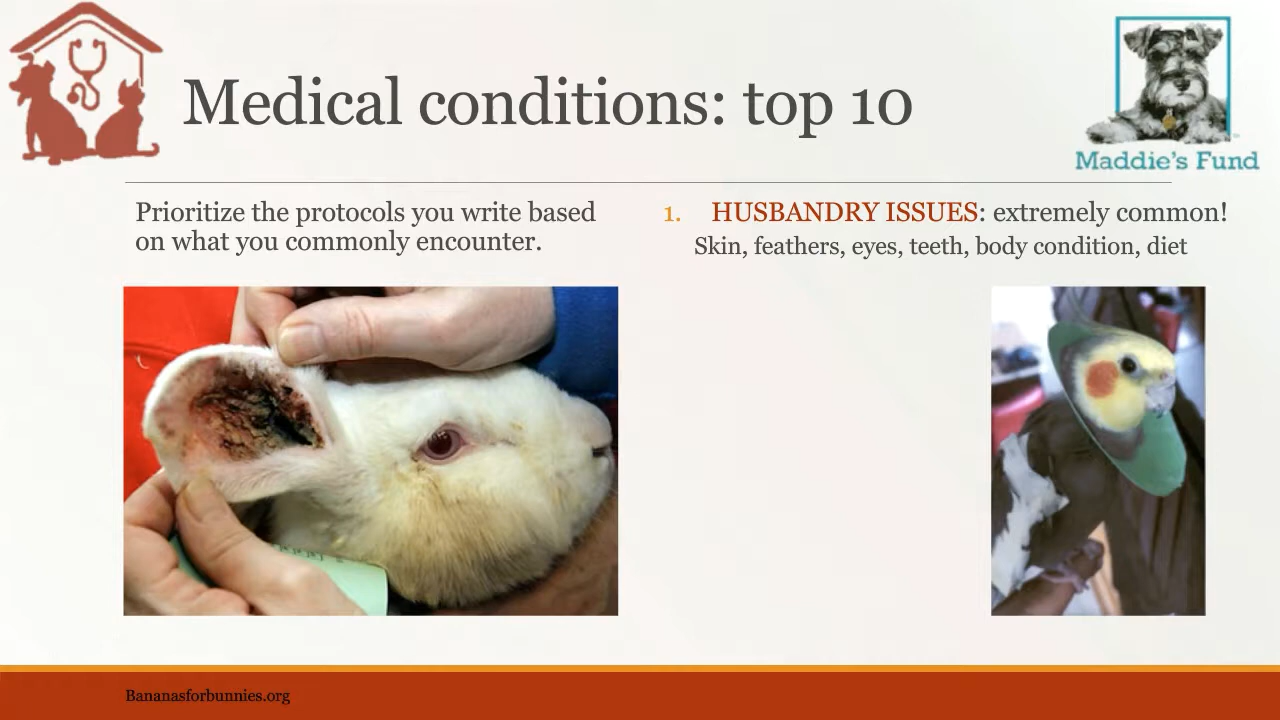 Medical conditions: top 10
Maddie's Fund
Prioritize the protocols you write based
on what you commonly encounter.
1. HUSBANDRY ISSUES: extremely common!
Skin, feathers, eyes, teeth, body condition, diet
Bananasforbunnies.org